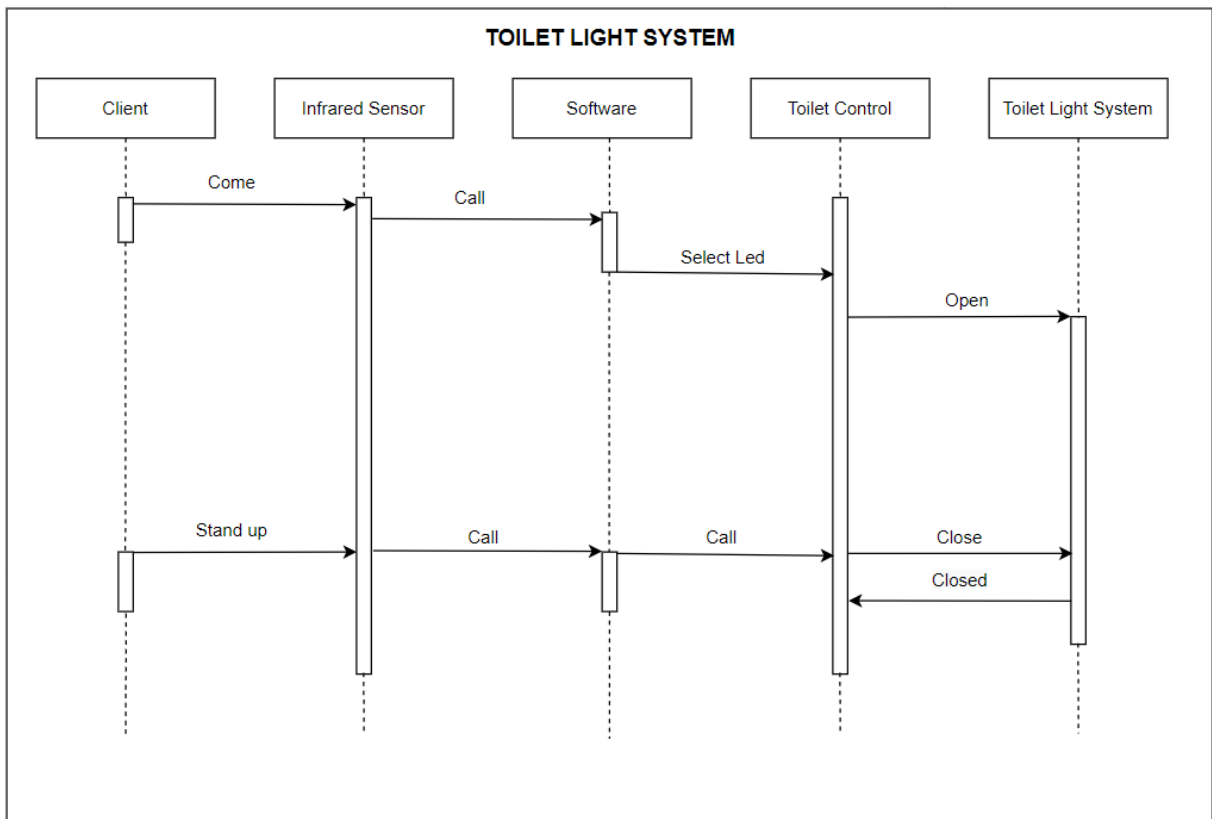 TOILET LIGHT SYSTEM
Client
Infrared Sensor
Software
Toilet Control
Toilet Light System
Come
Call
Select Led
Open
Stand up
Call
Call
Close
Closed